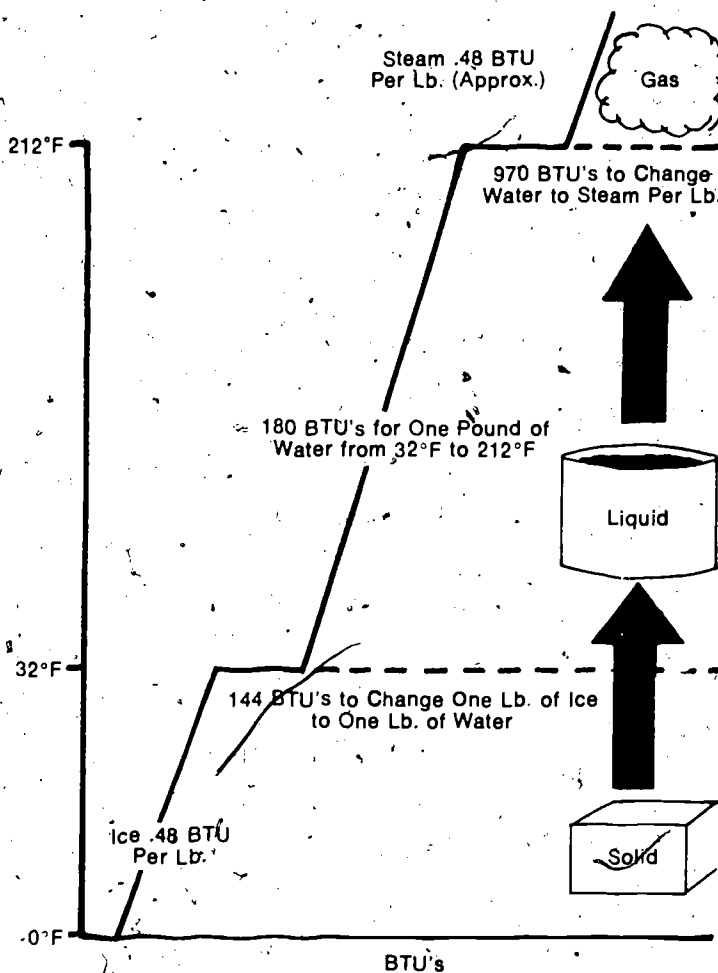 Steam .48 BTU
Per Lb. (Approx.)
Gas
212°F
970 BTU's to Change
Water to Steam Per Lb.
180 BTU's for One Pound of
Water from 32°F to 212°F
Liquid
32°F
144 BTU's to Change One Lb. of Ice
to One Lb. of Water
Ice .48 BTU
Per Lb.
Solid
-0°F
BTU's